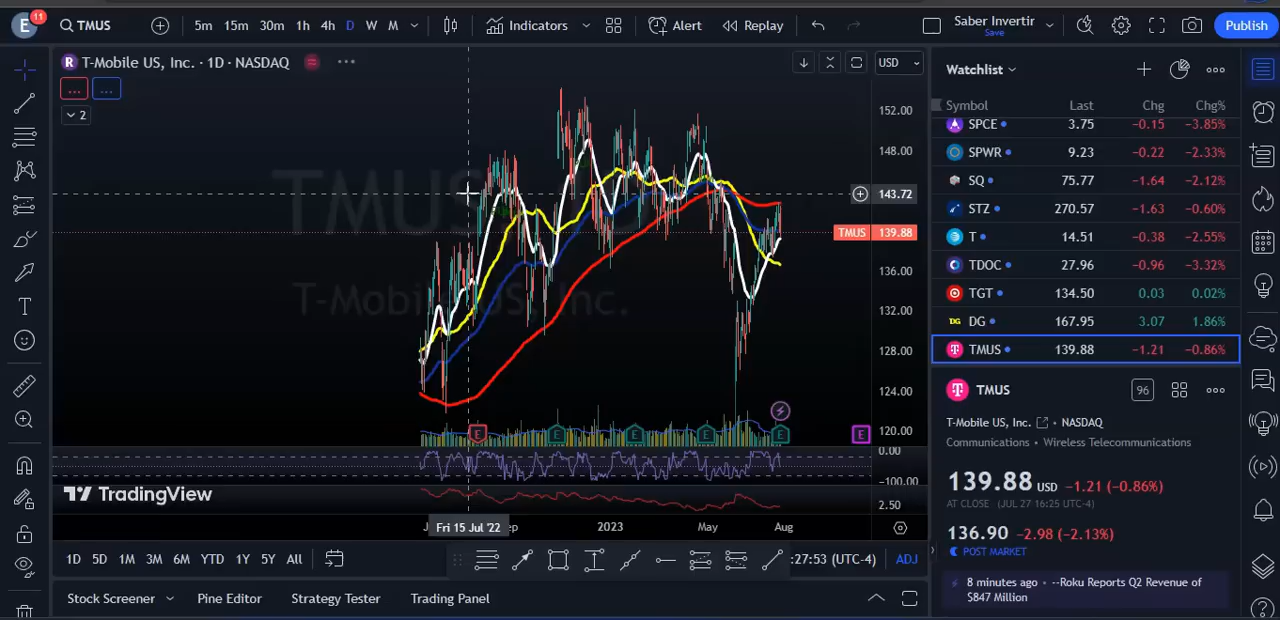 E 11 TMUS 5m 15m 30m 1h 4h D W M Indicators Alert Replay Saber Invertir Save Publish
R T-Mobile US, Inc. · 1D · NASDAQ USD
... ...
2
TMUS
T-Mobile US, Inc.
152.00
148.00
143.72
TMUS 139.88
136.00
132.00
128.00
124.00
120.00
E E E E E E
0.00
-100.00
2.50
TradingView
Fri 15 Jul '22 2023 May Aug
1D 5D 1M 3M 6M YTD 1Y 5Y All :27:53 (UTC-4) ADJ
Stock Screener Pine Editor Strategy Tester Trading Panel
Watchlist
Symbol Last Chg Chg%
SPCE 3.75 −0.15 −3.85%
SPWR 9.23 −0.22 −2.33%
SQ 75.77 −1.64 −2.12%
STZ 270.57 −1.63 −0.60%
T 14.51 −0.38 −2.55%
TDOC 27.96 −0.96 −3.32%
TGT 134.50 0.03 0.02%
DG DG 167.95 3.07 1.86%
T TMUS 139.88 −1.21 −0.86%
T TMUS 96
T-Mobile US, Inc. • NASDAQ
Communications • Wireless Telecommunications
139.88 USD −1.21 (−0.86%)
AT CLOSE (JUL 27 16:25 UTC-4)
136.90 −2.98 (−2.13%)
POST MARKET
8 minutes ago • --Roku Reports Q2 Revenue of
$847 Million